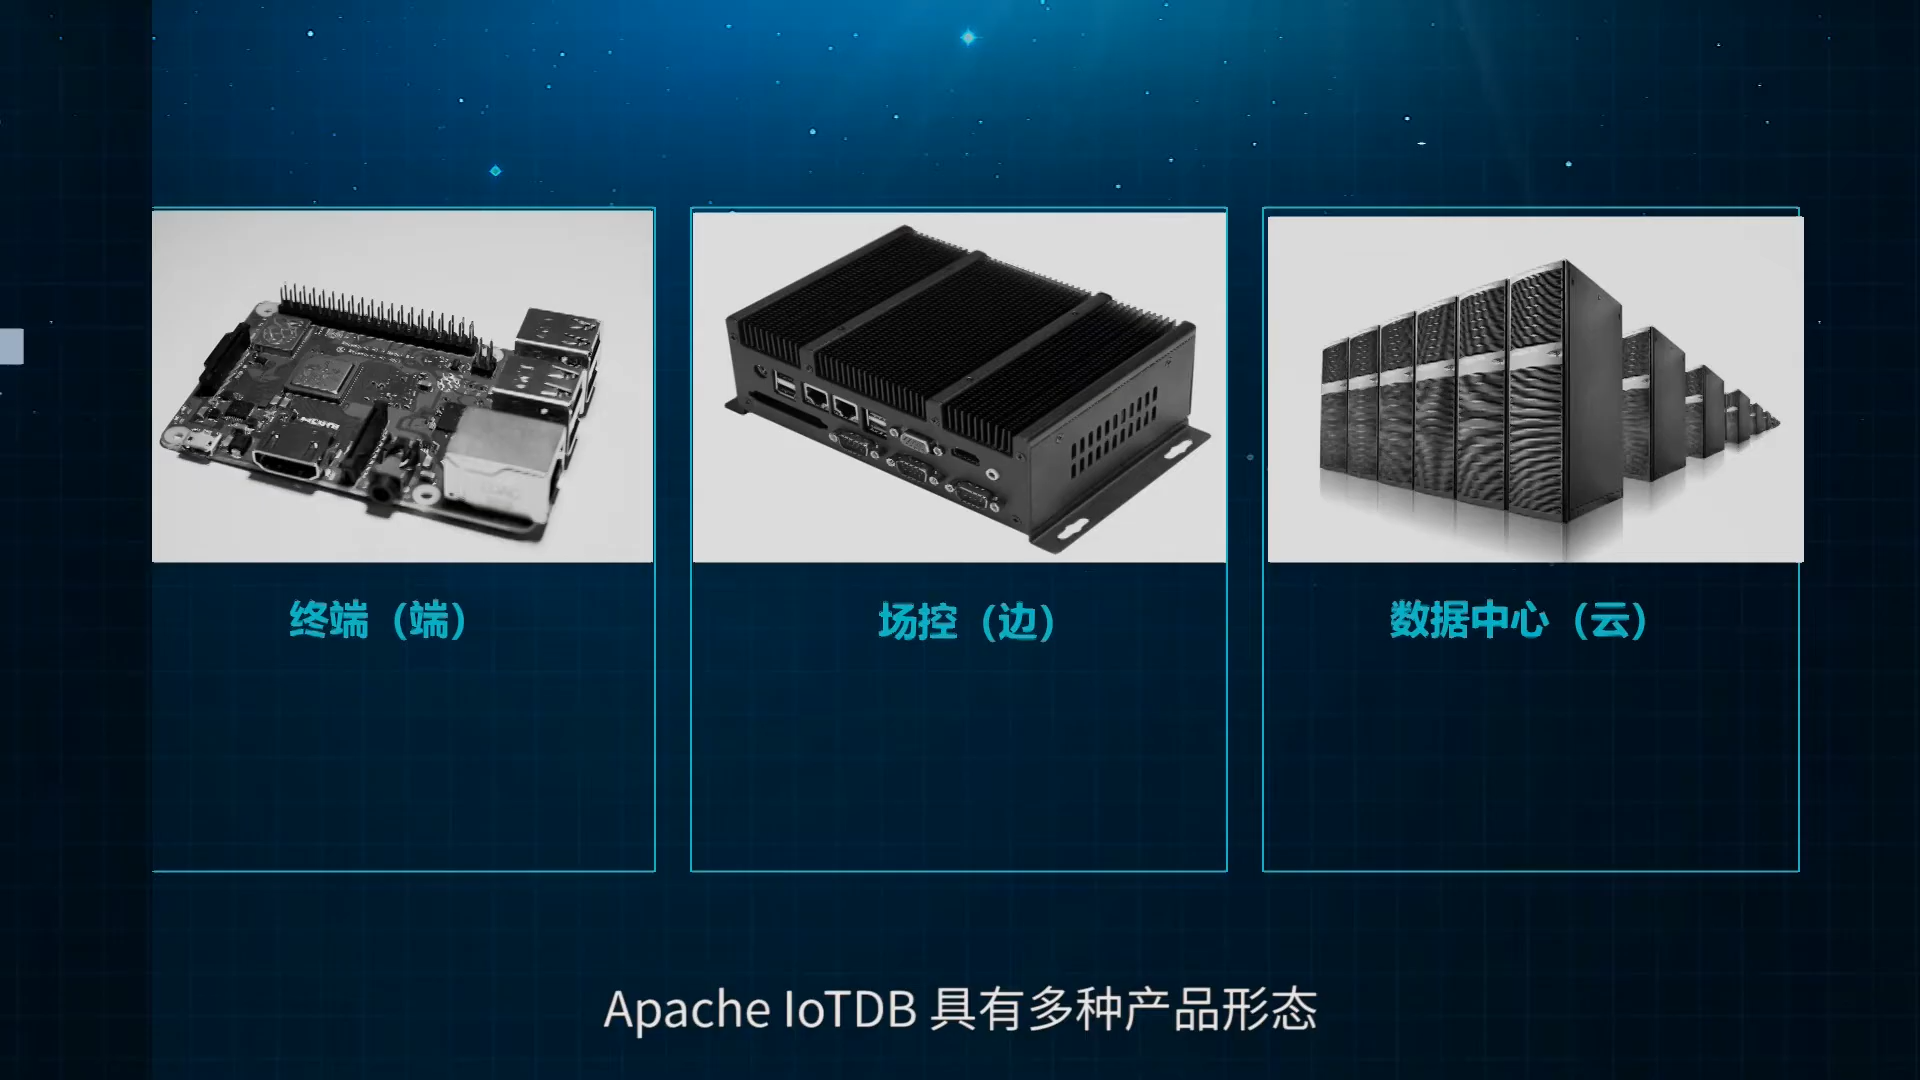 终端（端）
场控（边）
数据中心（云）
Apache IoTDB 具有多种产品形态